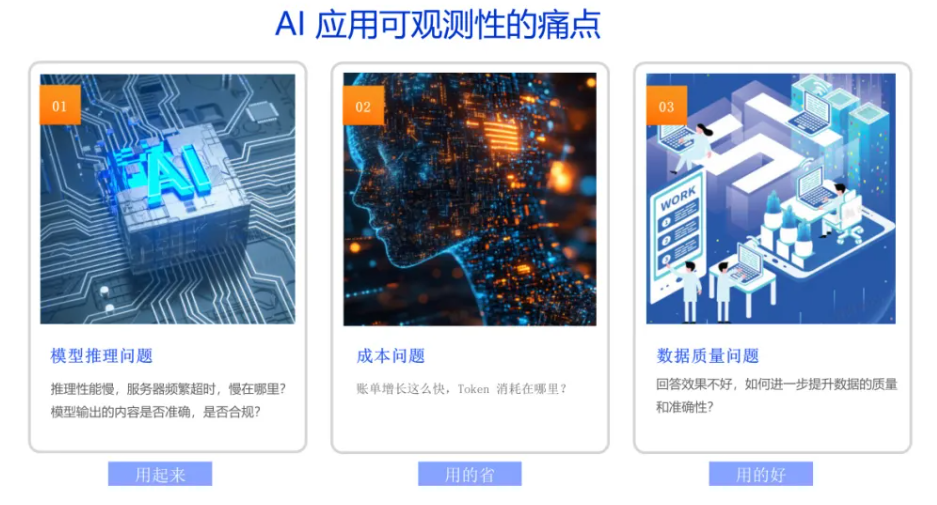 AI 应用可观测性的痛点
01
AI
模型推理问题
推理性能慢，服务器频繁超时，慢在哪里？
模型输出的内容是否准确，是否合规？
用起来
02
成本问题
账单增长这么快，Token 消耗在哪里？
用的省
03
WORK
1
2
3
数据质量问题
回答效果不好，如何进一步提升数据的质量
和准确性？
用的好